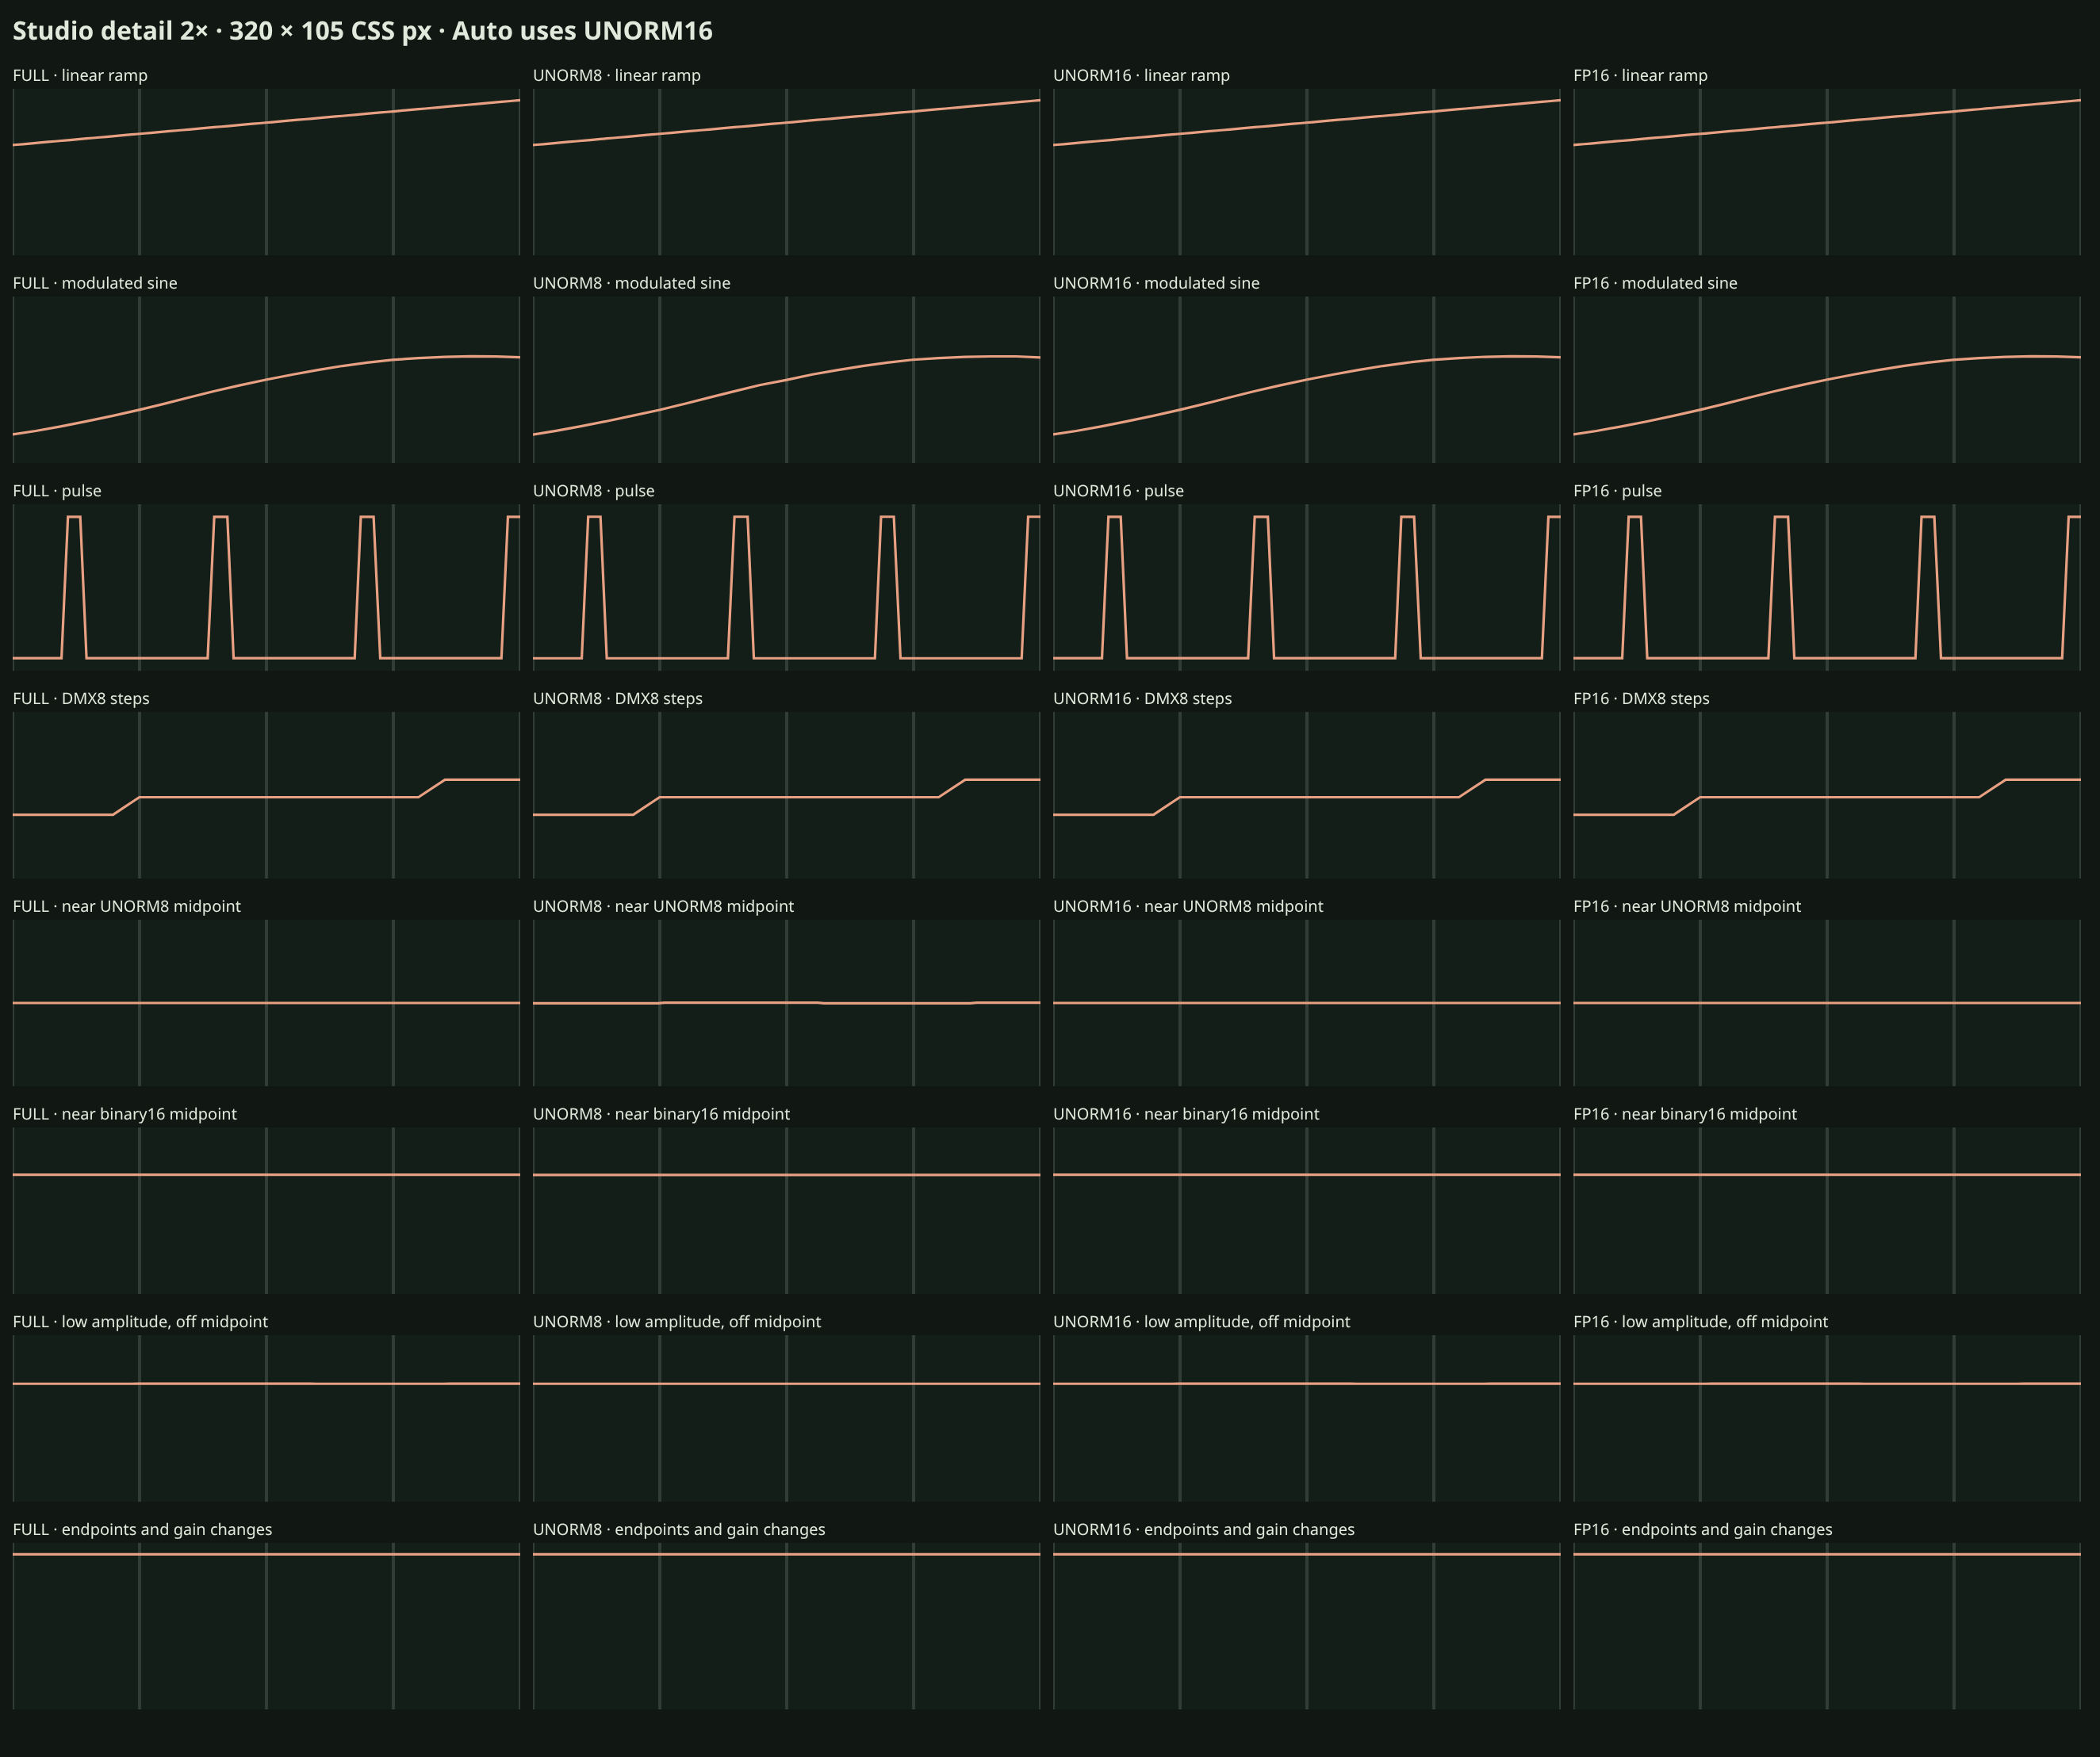 Studio detail 2× · 320 × 105 CSS px · Auto uses UNORM16
FULL · linear ramp
UNORM8 · linear ramp
UNORM16 · linear ramp
FP16 · linear ramp
FULL · modulated sine
UNORM8 · modulated sine
UNORM16 · modulated sine
FP16 · modulated sine
FULL · pulse
UNORM8 · pulse
UNORM16 · pulse
FP16 · pulse
FULL · DMX8 steps
UNORM8 · DMX8 steps
UNORM16 · DMX8 steps
FP16 · DMX8 steps
FULL · near UNORM8 midpoint
UNORM8 · near UNORM8 midpoint
UNORM16 · near UNORM8 midpoint
FP16 · near UNORM8 midpoint
FULL · near binary16 midpoint
UNORM8 · near binary16 midpoint
UNORM16 · near binary16 midpoint
FP16 · near binary16 midpoint
FULL · low amplitude, off midpoint
UNORM8 · low amplitude, off midpoint
UNORM16 · low amplitude, off midpoint
FP16 · low amplitude, off midpoint
FULL · endpoints and gain changes
UNORM8 · endpoints and gain changes
UNORM16 · endpoints and gain changes
FP16 · endpoints and gain changes